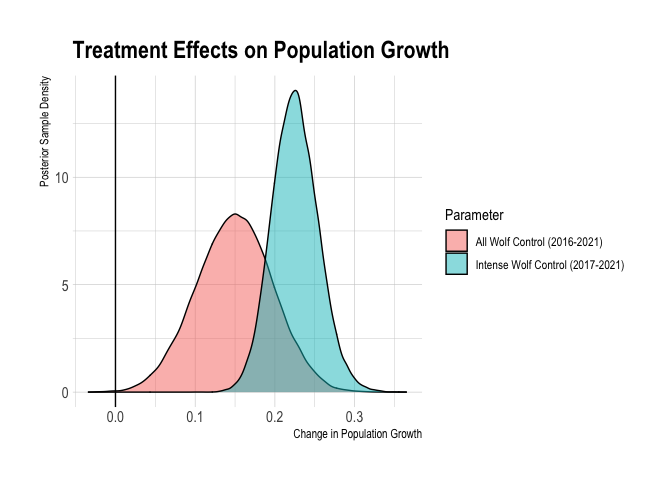 Treatment Effects on Population Growth
Posterior Sample Density
10
5
0
0.0 0.1 0.2 0.3
Change in Population Growth
Parameter
All Wolf Control (2016-2021)
Intense Wolf Control (2017-2021)